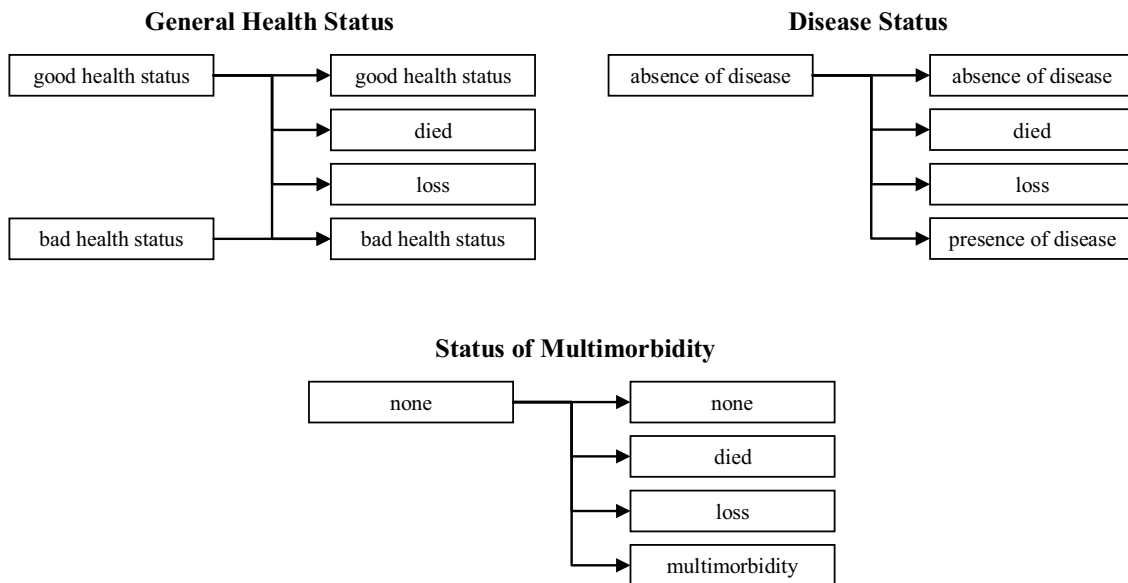 General Health Status
good health status
good health status
died
loss
bad health status
bad health status
Disease Status
absence of disease
absence of disease
died
loss
presence of disease
Status of Multimorbidity
none
none
died
loss
multimorbidity